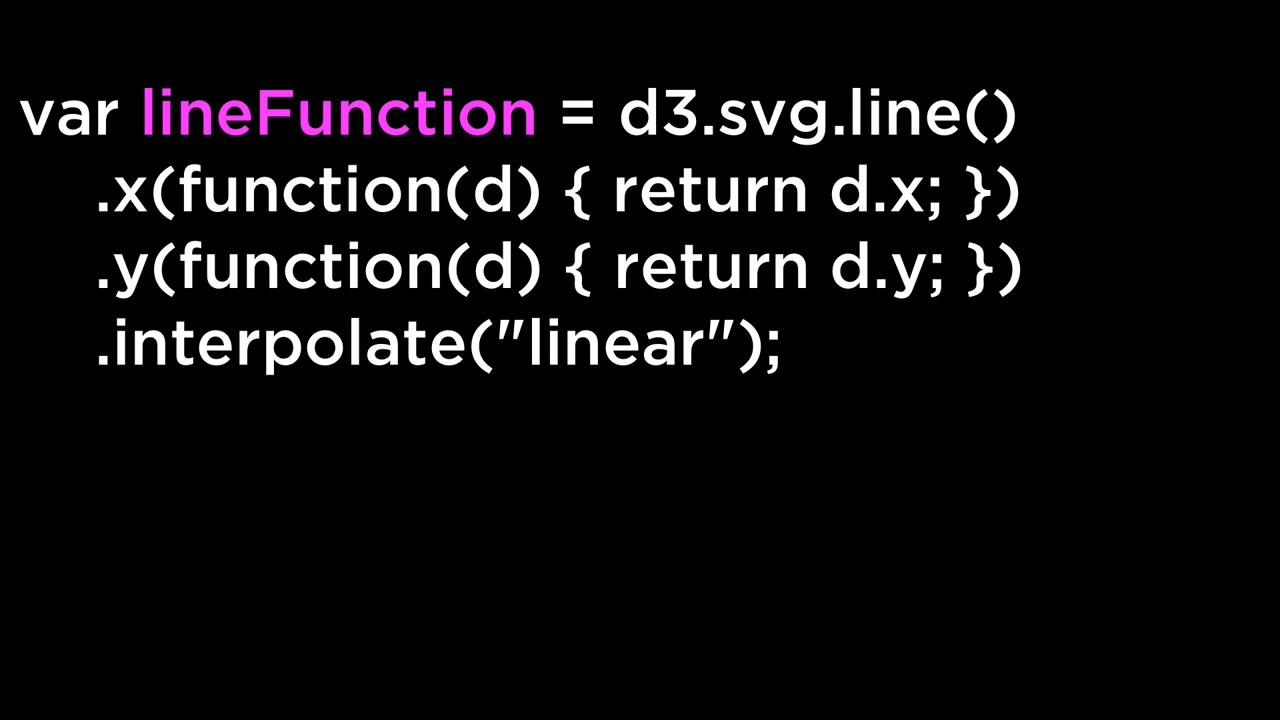 var lineFunction = d3.svg.line()
.x(function(d) { return d.x; })
.y(function(d) { return d.y; })
.interpolate("linear");